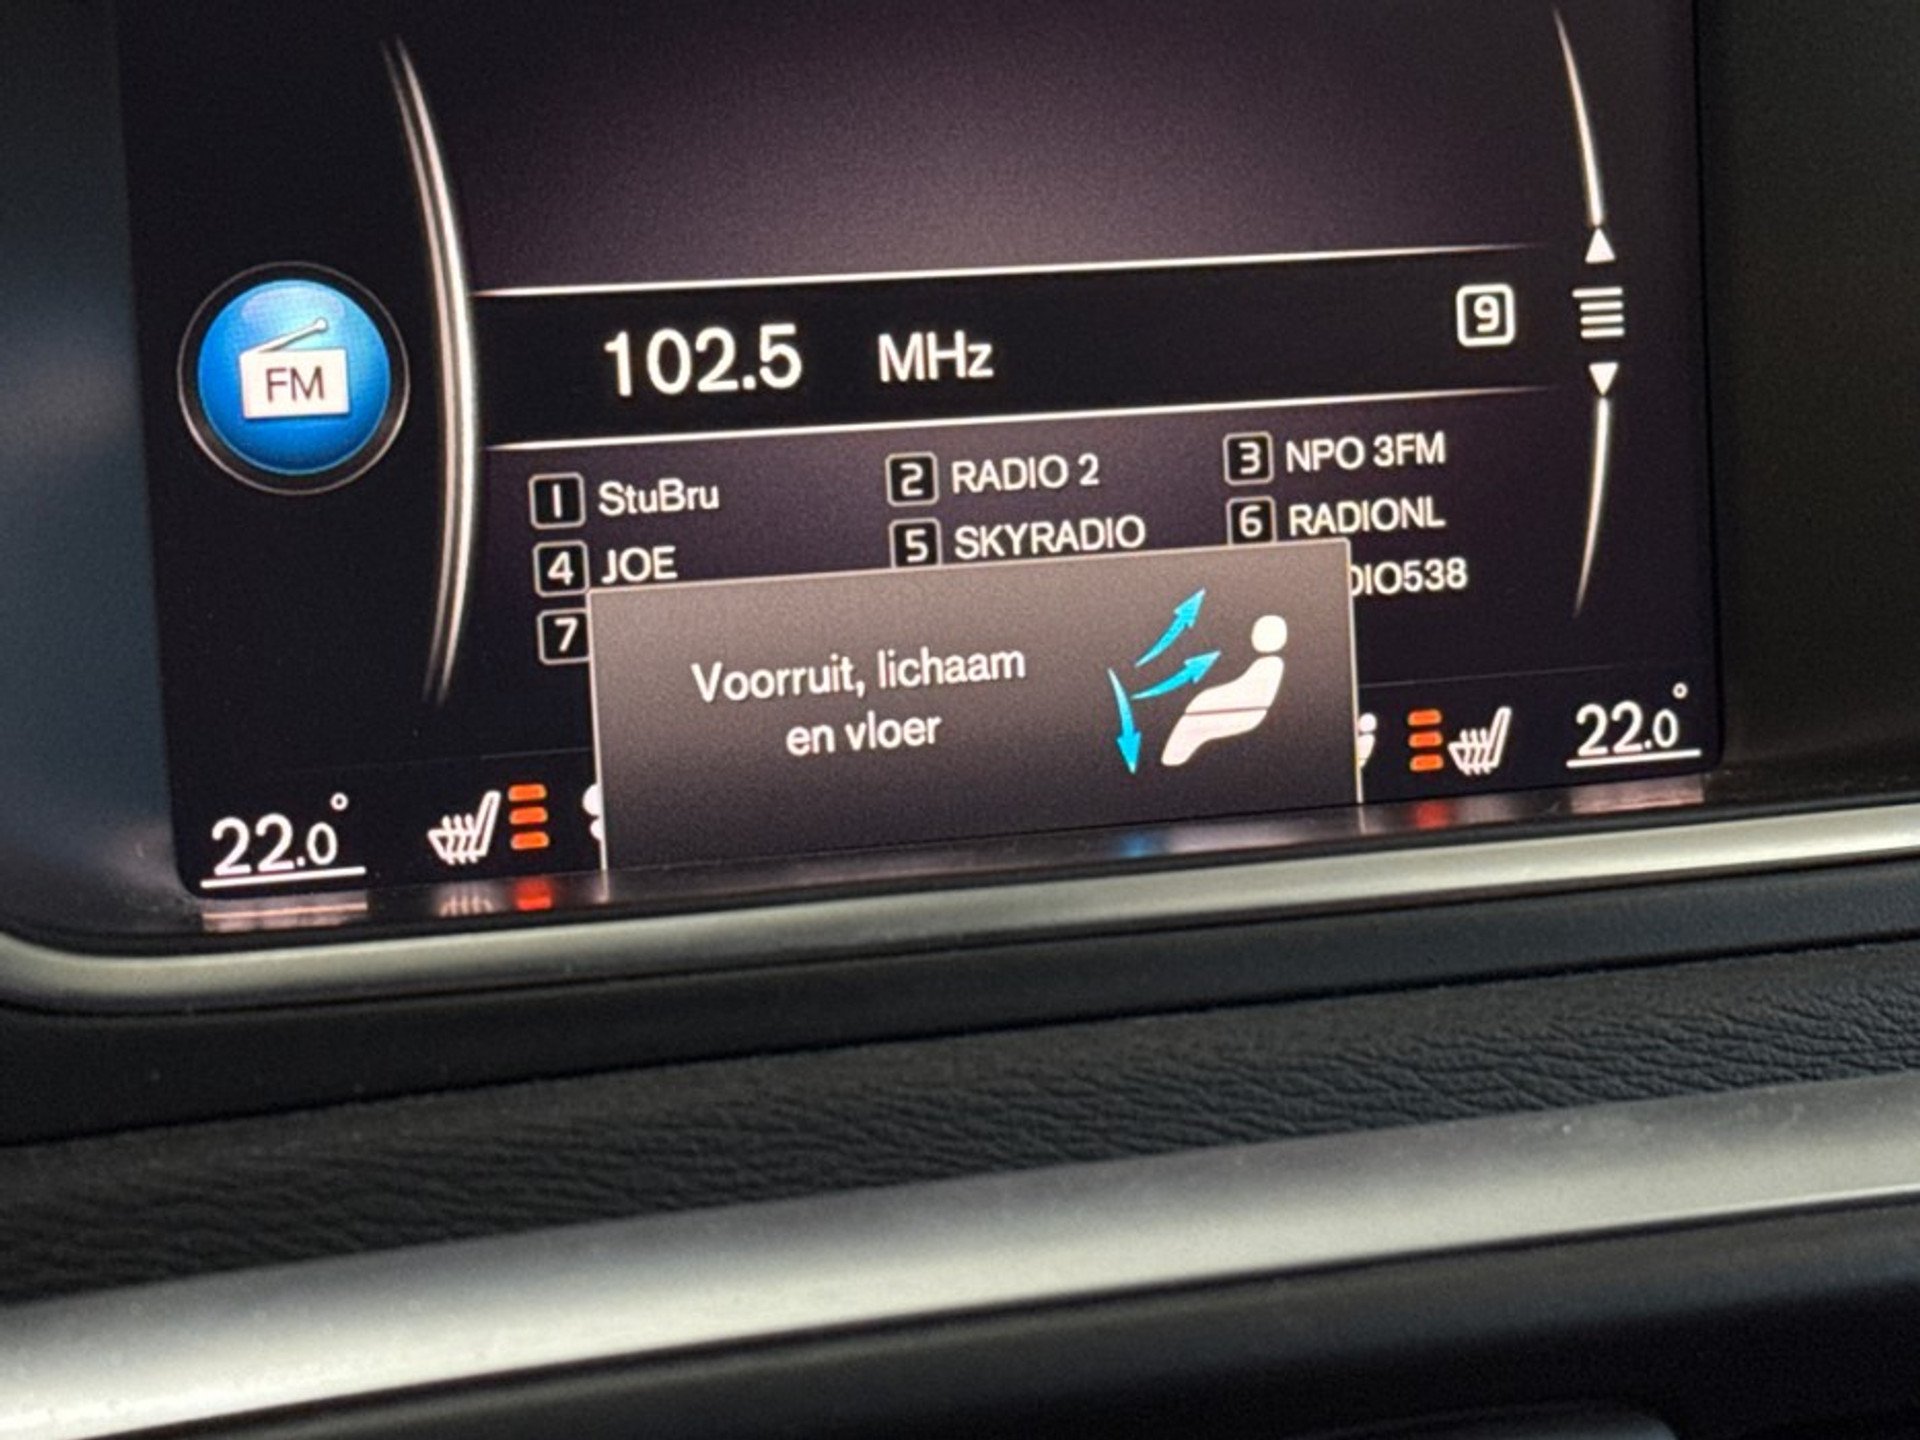 FM
102.5 MHz 9
1 StuBru 2 RADIO 2 3 NPO 3FM
4 JOE 5 SKYRADIO 6 RADIONL
7
Voorruit, lichaam
en vloer
22.0° 22.0°